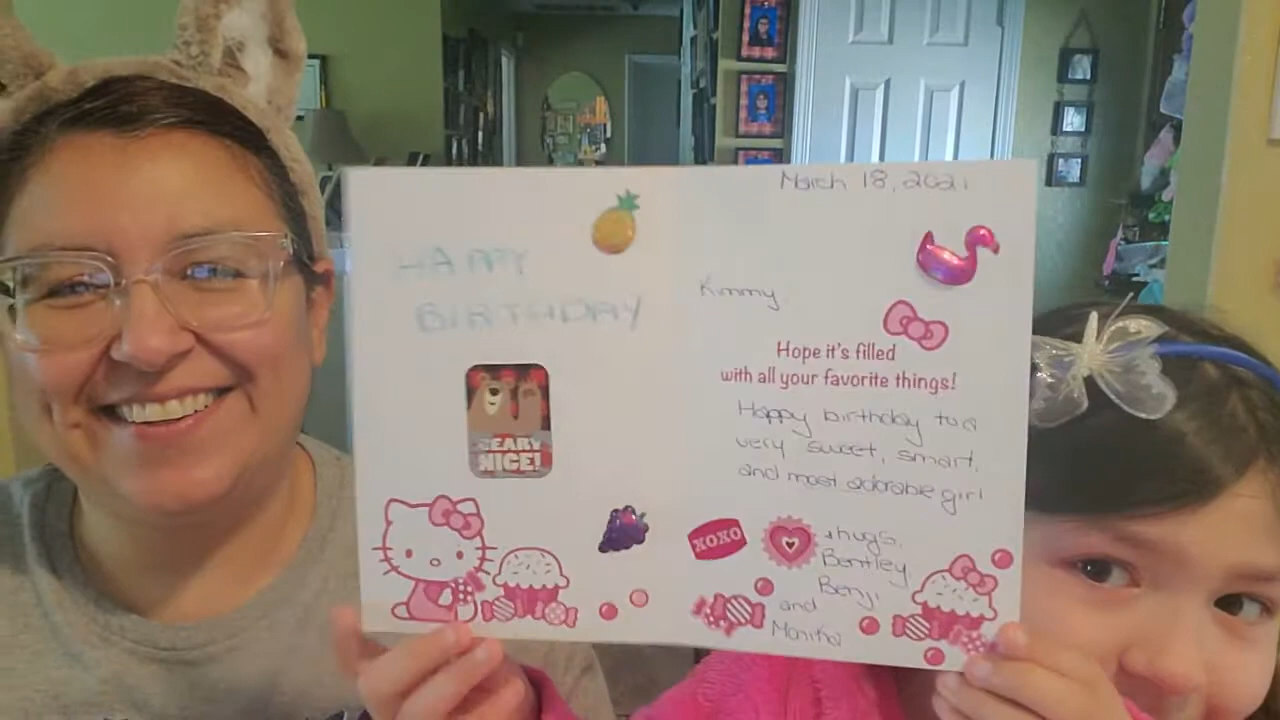 March 18, 2021
HAPPY
BIRTHDAY
Kimmy
Hope it's filled
with all your favorite things!
Happy birthday to a
very sweet, smart,
and most adorable girl
BEARY
NICE!
XOXO
+hugs,
Bentley,
Benji,
and
Monika